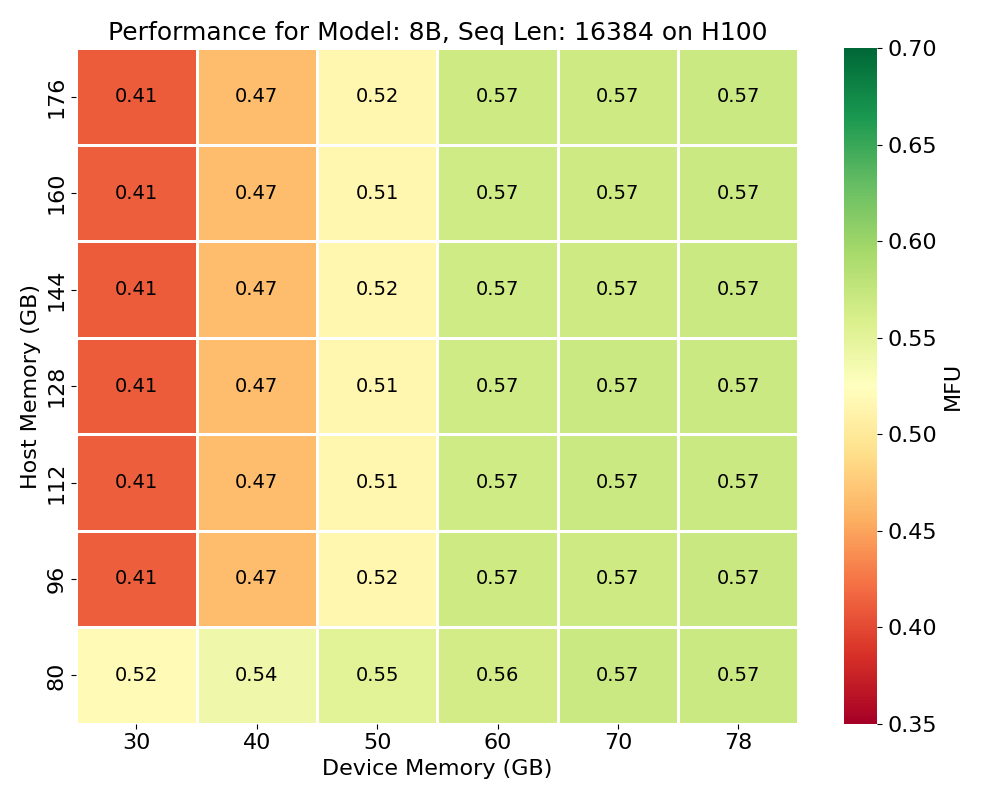 Performance for Model: 8B, Seq Len: 16384 on H100
Host Memory (GB)
176 0.41 0.47 0.52 0.57 0.57 0.57
160 0.41 0.47 0.51 0.57 0.57 0.57
144 0.41 0.47 0.52 0.57 0.57 0.57
128 0.41 0.47 0.51 0.57 0.57 0.57
112 0.41 0.47 0.51 0.57 0.57 0.57
96 0.41 0.47 0.52 0.57 0.57 0.57
80 0.52 0.54 0.55 0.56 0.57 0.57
30 40 50 60 70 78
Device Memory (GB)
0.70
0.65
0.60
0.55
0.50
0.45
0.40
0.35
MFU